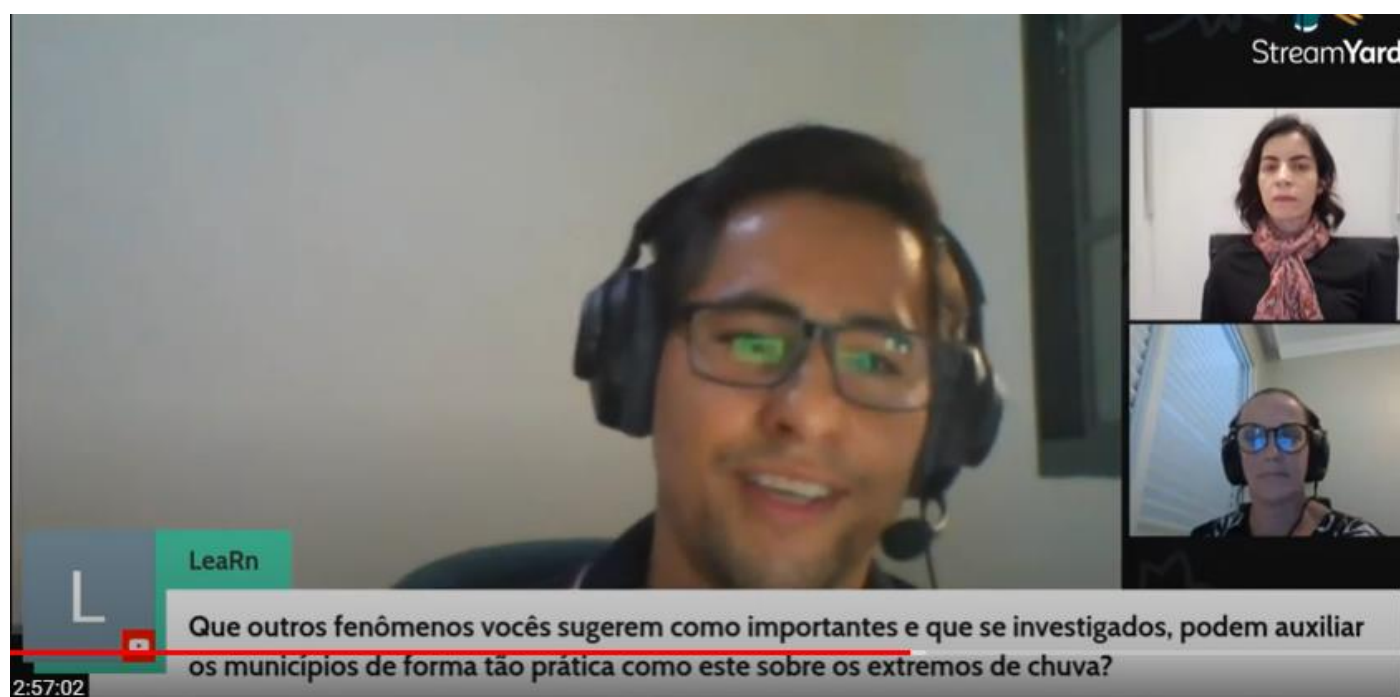 StreamYard
L
LeaRn
Que outros fenômenos vocês sugerem como importantes e que se investigados, podem auxiliar
os municípios de forma tão prática como este sobre os extremos de chuva?
2:57:02